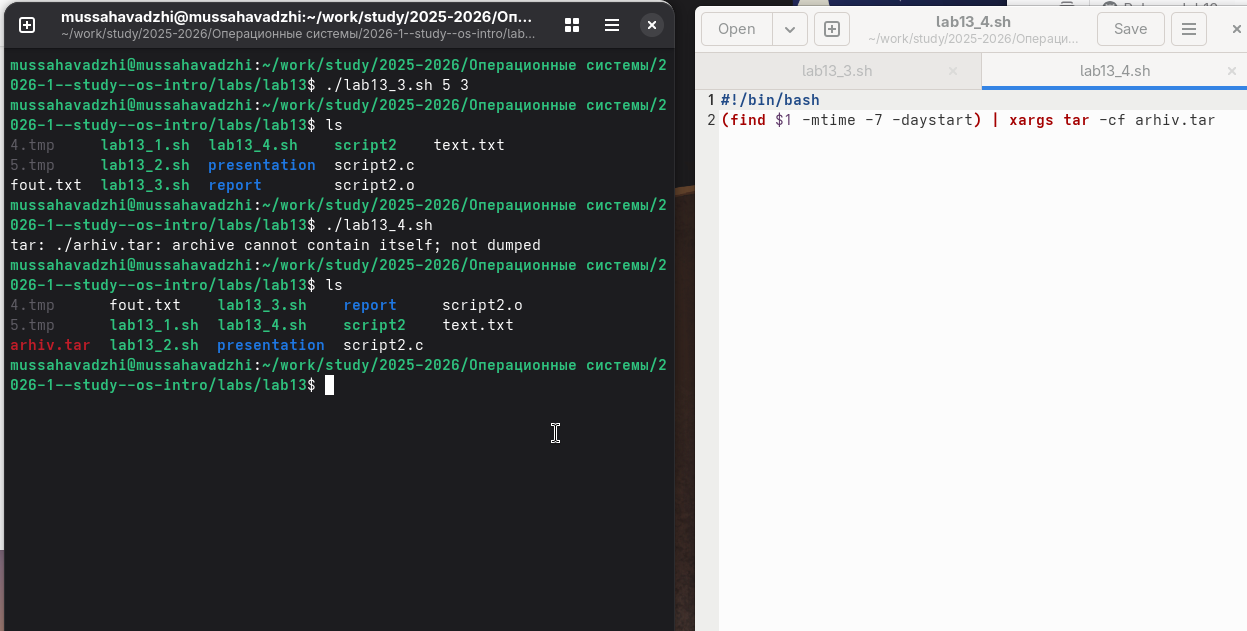 mussahavadzhi@mussahavadzhi:~/work/study/2025-2026/Оп...
~/work/study/2025-2026/Операционные системы/2026-1--study--os-intro/lab...
mussahavadzhi@mussahavadzhi:~/work/study/2025-2026/Операционные системы/2
026-1--study--os-intro/labs/lab13$ ./lab13_3.sh 5 3
mussahavadzhi@mussahavadzhi:~/work/study/2025-2026/Операционные системы/2
026-1--study--os-intro/labs/lab13$ ls
4.tmp lab13_1.sh lab13_4.sh script2 text.txt
5.tmp lab13_2.sh presentation script2.c
fout.txt lab13_3.sh report script2.o
mussahavadzhi@mussahavadzhi:~/work/study/2025-2026/Операционные системы/2
026-1--study--os-intro/labs/lab13$ ./lab13_4.sh
tar: ./arhiv.tar: archive cannot contain itself; not dumped
mussahavadzhi@mussahavadzhi:~/work/study/2025-2026/Операционные системы/2
026-1--study--os-intro/labs/lab13$ ls
4.tmp fout.txt lab13_3.sh report script2.o
5.tmp lab13_1.sh lab13_4.sh script2 text.txt
arhiv.tar lab13_2.sh presentation script2.c
mussahavadzhi@mussahavadzhi:~/work/study/2025-2026/Операционные системы/2
026-1--study--os-intro/labs/lab13$
Open
lab13_4.sh
~/work/study/2025-2026/Операци...
Save
lab13_3.sh
lab13_4.sh
1 #!/bin/bash
2 (find $1 -mtime -7 -daystart) | xargs tar -cf arhiv.tar